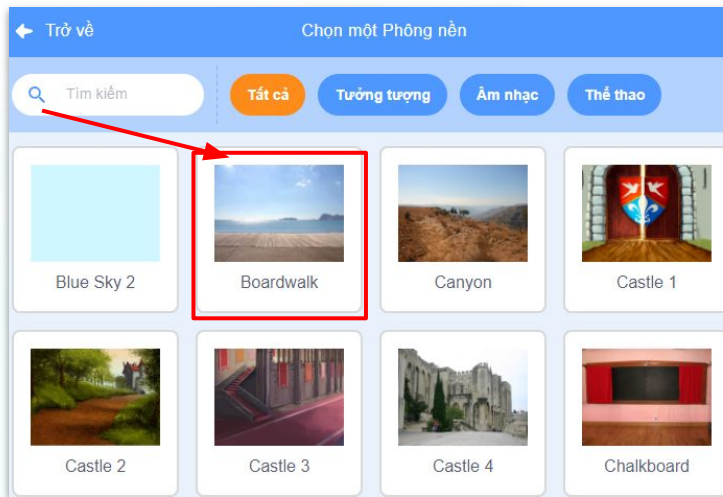 Trở về
Chọn một Phông nền
Tìm kiếm
Tất cả
Tưởng tượng
Âm nhạc
Thể thao
Blue Sky 2
Boardwalk
Canyon
Castle 1
Castle 2
Castle 3
Castle 4
Chalkboard